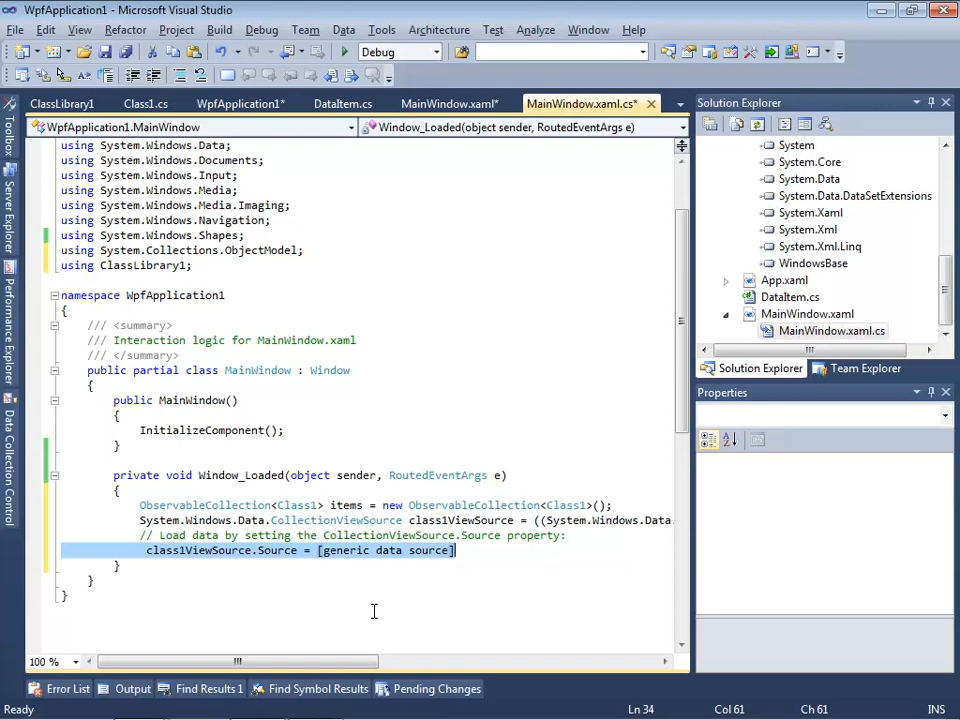 WpfApplication1 - Microsoft Visual Studio
File Edit View Refactor Project Build Debug Team Data Tools Architecture Test Analyze Window Help
Debug
ClassLibrary1 Class1.cs WpfApplication1* DataItem.cs MainWindow.xaml* MainWindow.xaml.cs*
WpfApplication1.MainWindow Window_Loaded(object sender, RoutedEventArgs e)
Toolbox
Server Explorer
Performance Explorer
Data Collection Control
using System.Windows.Data;
using System.Windows.Documents;
using System.Windows.Input;
using System.Windows.Media;
using System.Windows.Media.Imaging;
using System.Windows.Navigation;
using System.Windows.Shapes;
using System.Collections.ObjectModel;
using ClassLibrary1;
namespace WpfApplication1
{
/// <summary>
/// Interaction logic for MainWindow.xaml
/// </summary>
public partial class MainWindow : Window
{
public MainWindow()
{
InitializeComponent();
}
private void Window_Loaded(object sender, RoutedEventArgs e)
{
ObservableCollection<Class1> items = new ObservableCollection<Class1>();
System.Windows.Data.CollectionViewSource class1ViewSource = ((System.Windows.Data.
// Load data by setting the CollectionViewSource.Source property:
class1ViewSource.Source = [generic data source]
}
}
}
100 %
Solution Explorer
System
System.Core
System.Data
System.Data.DataSetExtensions
System.Xaml
System.Xml
System.Xml.Linq
WindowsBase
App.xaml
DataItem.cs
MainWindow.xaml
MainWindow.xaml.cs
Solution Explorer Team Explorer
Properties
Error List Output Find Results 1 Find Symbol Results Pending Changes
Ready Ln 34 Col 61 Ch 61 INS